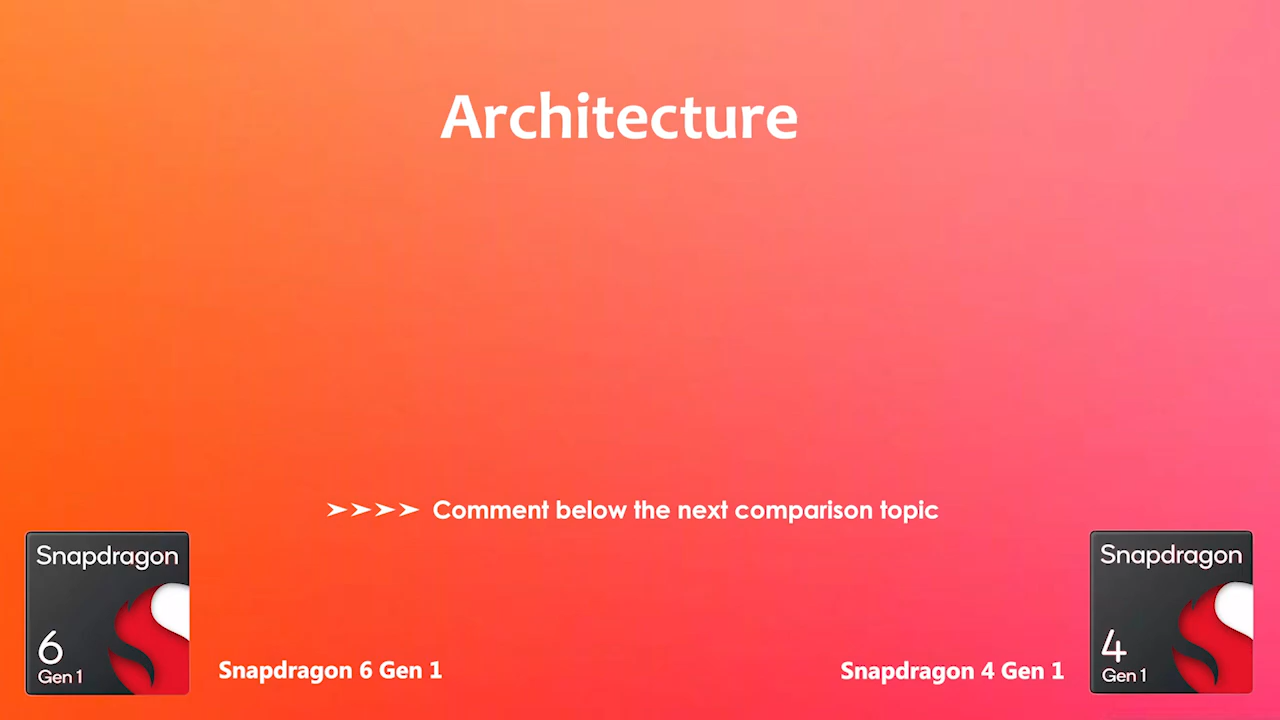 Architecture
➢➢➢➢ Comment below the next comparison topic
Snapdragon
6
Gen 1
Snapdragon 6 Gen 1
Snapdragon 4 Gen 1
Snapdragon
4
Gen 1